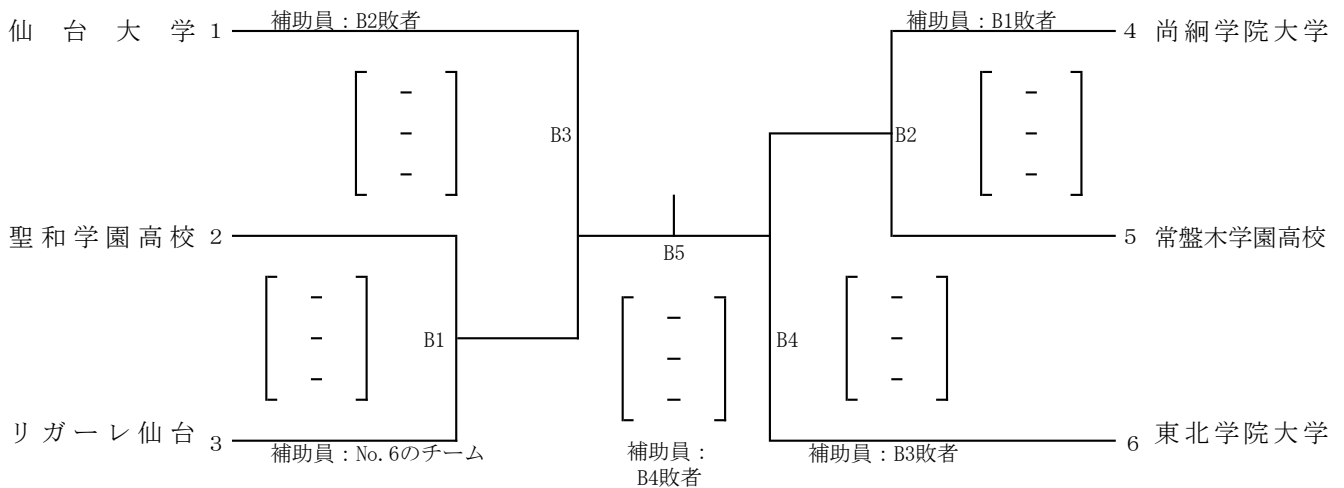 仙台大学 1 補助員：B2敗者
補助員：B1敗者 4 尚絅学院大学
- -
B3 - B2 -
- -
聖和学園高校 2
B5
5 常盤木学園高校
- - -
B1 - - B4 -
- - -
リガーレ仙台 3
補助員：No.6のチーム
補助員：
B4敗者
補助員：B3敗者
6 東北学院大学